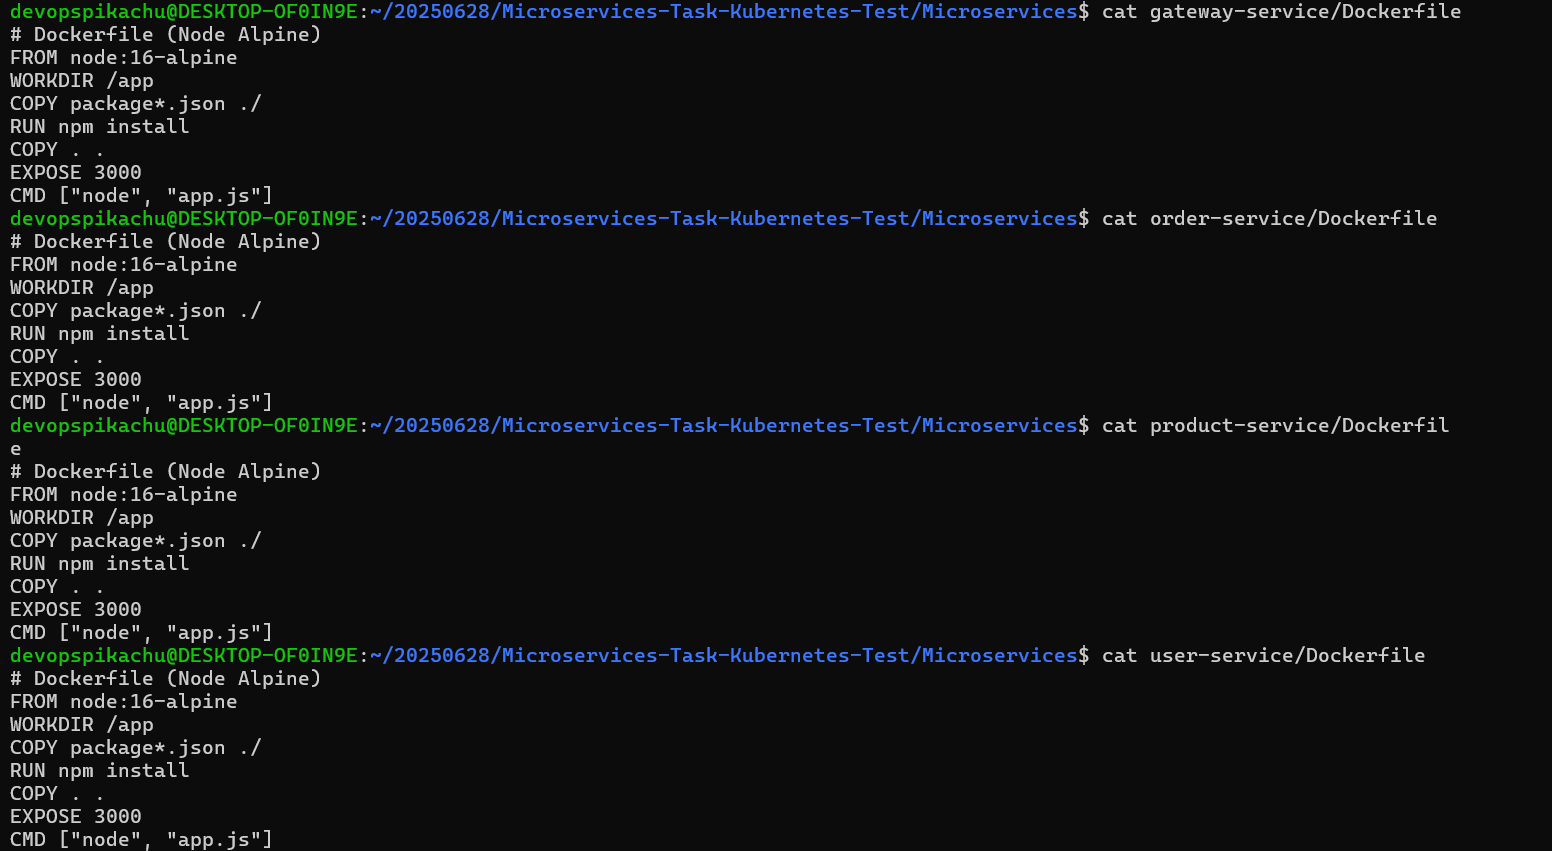 devopspikachu@DESKTOP-OF0IN9E:~/20250628/Microservices-Task-Kubernetes-Test/Microservices$ cat gateway-service/Dockerfile
# Dockerfile (Node Alpine)
FROM node:16-alpine
WORKDIR /app
COPY package*.json ./
RUN npm install
COPY . .
EXPOSE 3000
CMD ["node", "app.js"]
devopspikachu@DESKTOP-OF0IN9E:~/20250628/Microservices-Task-Kubernetes-Test/Microservices$ cat order-service/Dockerfile
# Dockerfile (Node Alpine)
FROM node:16-alpine
WORKDIR /app
COPY package*.json ./
RUN npm install
COPY . .
EXPOSE 3000
CMD ["node", "app.js"]
devopspikachu@DESKTOP-OF0IN9E:~/20250628/Microservices-Task-Kubernetes-Test/Microservices$ cat product-service/Dockerfil
e
# Dockerfile (Node Alpine)
FROM node:16-alpine
WORKDIR /app
COPY package*.json ./
RUN npm install
COPY . .
EXPOSE 3000
CMD ["node", "app.js"]
devopspikachu@DESKTOP-OF0IN9E:~/20250628/Microservices-Task-Kubernetes-Test/Microservices$ cat user-service/Dockerfile
# Dockerfile (Node Alpine)
FROM node:16-alpine
WORKDIR /app
COPY package*.json ./
RUN npm install
COPY . .
EXPOSE 3000
CMD ["node", "app.js"]